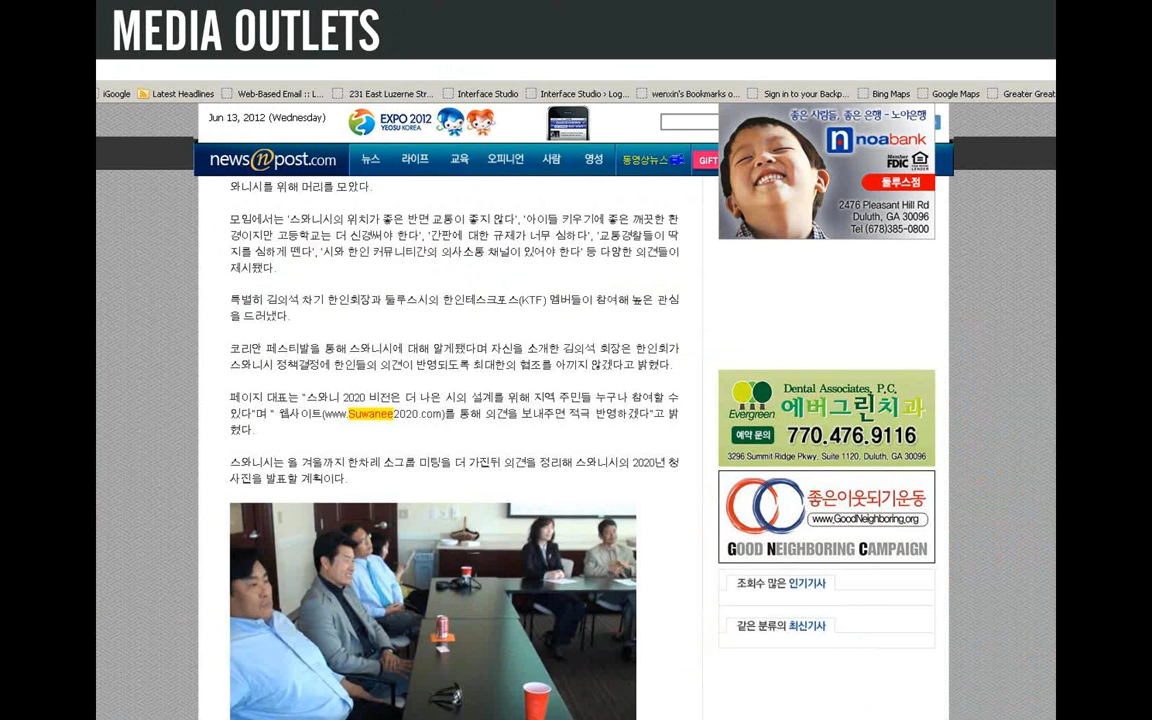 MEDIA OUTLETS
iGoogle Latest Headlines Web-Based Email :: L... 231 East Luzerne Str... Interface Studio Interface Studio › Log... wenxin's Bookmarks o... Sign in to your Backp... Bing Maps Google Maps Greater Great
Jun 13, 2012 (Wednesday)
EXPO 2012
YEOSU KOREA
newsnpost.com
뉴스 라이프 교육 오피니언 사람 영성 동영상뉴스 GIFT
좋은 사람들, 좋은 은행 - 노아은행
noabank
Member
FDIC
둘루스점
2476 Pleasant Hill Rd
Duluth, GA 30096
Tel (678)385-0800
와니시를 위해 머리를 모았다.
모임에서는 '스와니시의 위치가 좋은 반면 교통이 좋지 않다', '아이들 키우기에 좋은 깨끗한 환
경이지만 고등학교는 더 신경써야 한다', '간판에 대한 규제가 너무 심하다', '교통경찰들이 딱
지를 심하게 뗀다', '시와 한인 커뮤니티간의 의사소통 채널이 있어야 한다' 등 다양한 의견들이
제시됐다.
특별히 김의석 차기 한인회장과 둘루스시의 한인테스크포스(KTF) 멤버들이 참여해 높은 관심
을 드러냈다.
코리안 페스티발을 통해 스와니시에 대해 알게됐다며 자신을 소개한 김의석 회장은 한인회가
스와니시 정책결정에 한인들의 의견이 반영되도록 최대한의 협조를 아끼지 않겠다고 밝혔다.
페이지 대표는 "스와니 2020 비전은 더 나은 시의 설계를 위해 지역 주민들 누구나 참여할 수
있다"며 " 웹사이트(www.Suwanee2020.com)를 통해 의견을 보내주면 적극 반영하겠다"고 밝
혔다.
스와니시는 올 겨울까지 한차례 소그룹 미팅을 더 가진뒤 의견을 정리해 스와니시의 2020년 청
사진을 발표할 계획이다.
Evergreen
Dental Associates, P.C.
에버그린치과
예약 문의
770.476.9116
3296 Summit Ridge Pkwy, Suite 1120, Duluth, GA 30096
좋은이웃되기운동
www.GoodNeighboring.org
GOOD NEIGHBORING CAMPAIGN
조회수 많은 인기기사
같은 분류의 최신기사